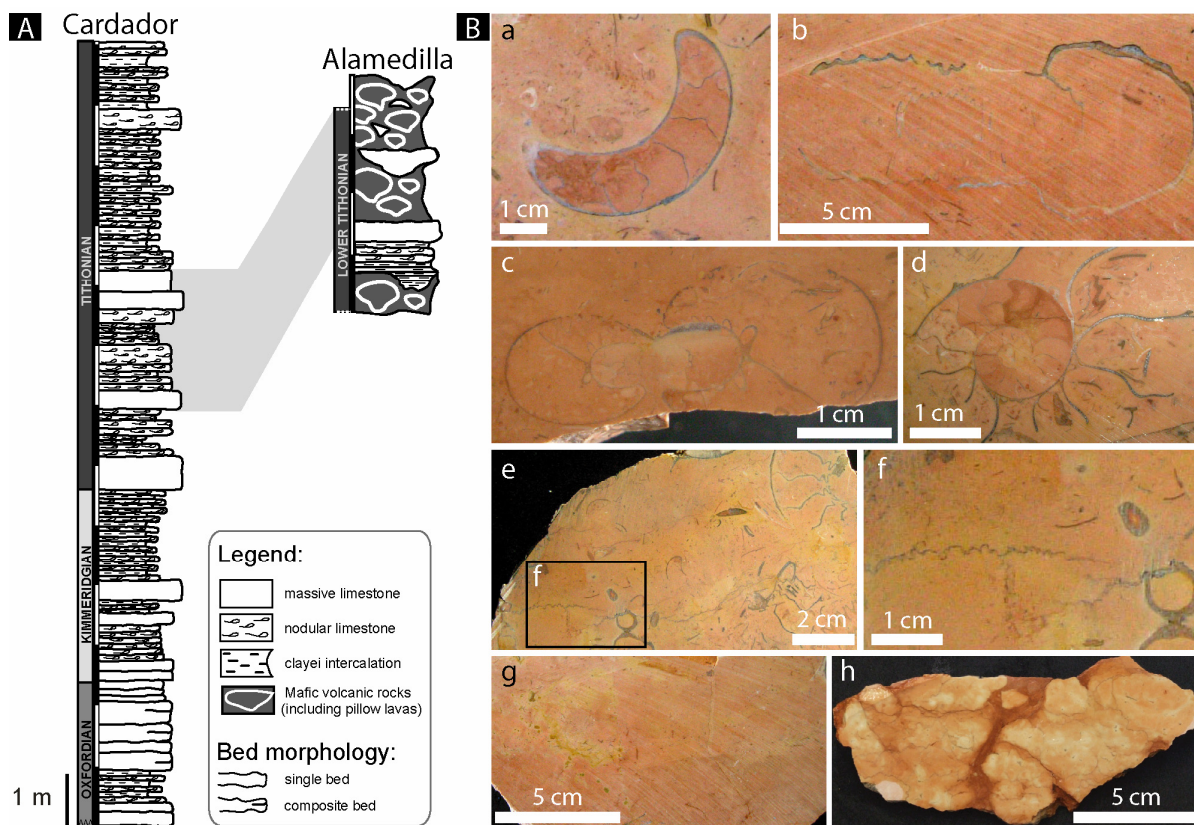 A
Cardador
TITHONIAN
KIMMERIDGIAN
OXFORDIAN
1 m
Alamedilla
LOWER TITHONIAN
Legend:
massive limestone
nodular limestone
clayei intercalation
Mafic volcanic rocks
(including pillow lavas)
Bed morphology:
single bed
composite bed
B
a
1 cm
b
5 cm
c
1 cm
d
1 cm
e
f
2 cm
f
1 cm
g
5 cm
h
5 cm